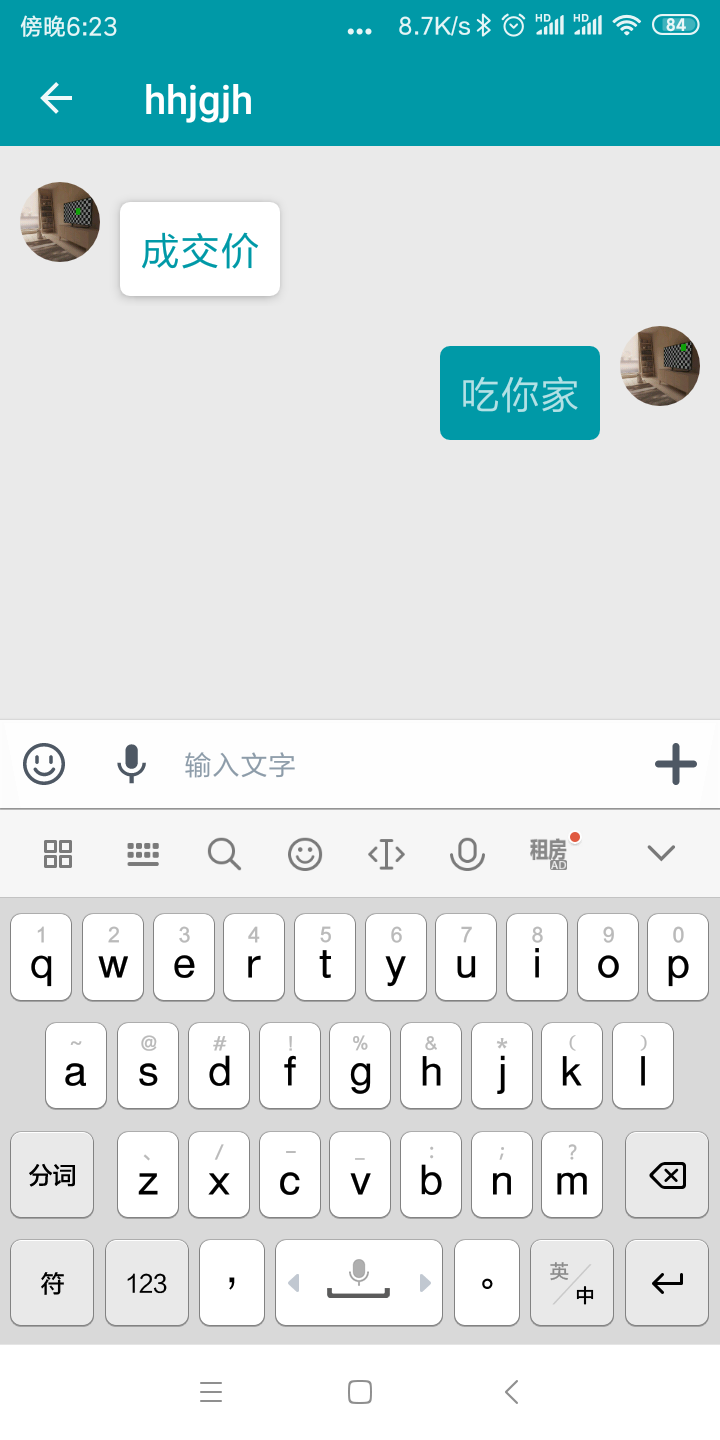 傍晚6:23 ... 8.7K/s HD HD 84
hhjgjh
成交价
吃你家
输入文字
租房
AD
1 2 3 4 5 6 7 8 9 0
q w e r t y u i o p
~ @ # ! % & * ( )
a s d f g h j k l
、 / – _ : ; ?
分词 z x c v b n m
符 123 ， 。 英/中